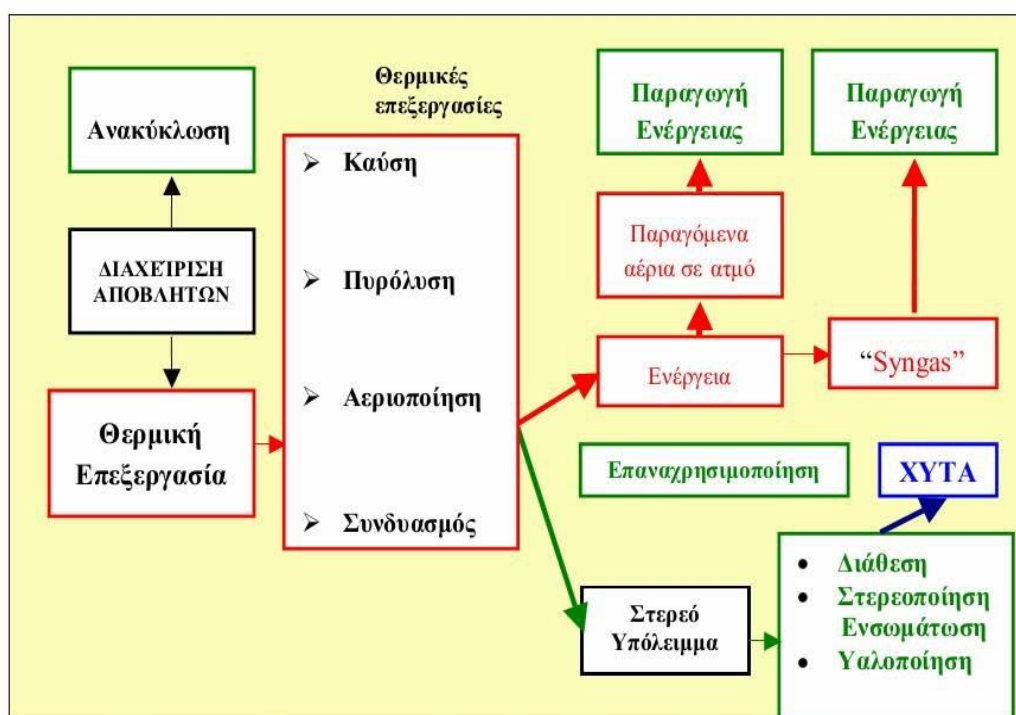 Ανακύκλωση
ΔΙΑΧΕΊΡΙΣΗ
ΑΠΟΒΛΗΤΩΝ
Θερμική
Επεξεργασία
Θερμικές
επεξεργασίες
➢ Καύση
➢ Πυρόλυση
➢ Αεριοποίηση
➢ Συνδυασμός
Παραγωγή
Ενέργειας
Παραγωγή
Ενέργειας
Παραγόμενα
αέρια σε ατμό
Ενέργεια
“Syngas”
Επαναχρησιμοποίηση
ΧΥΤΑ
Στερεό
Υπόλειμμα
• Διάθεση
• Στερεοποίηση
Ενσωμάτωση
• Υαλοποίηση